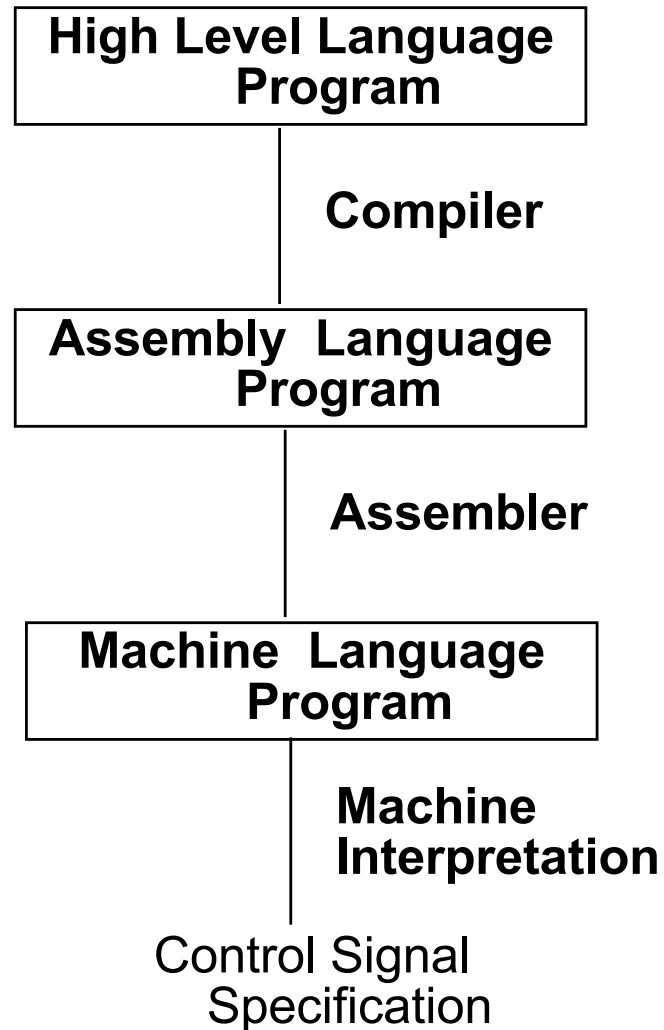 High Level Language
Program
Compiler
Assembly Language
Program
Assembler
Machine Language
Program
Machine
Interpretation
Control Signal
Specification